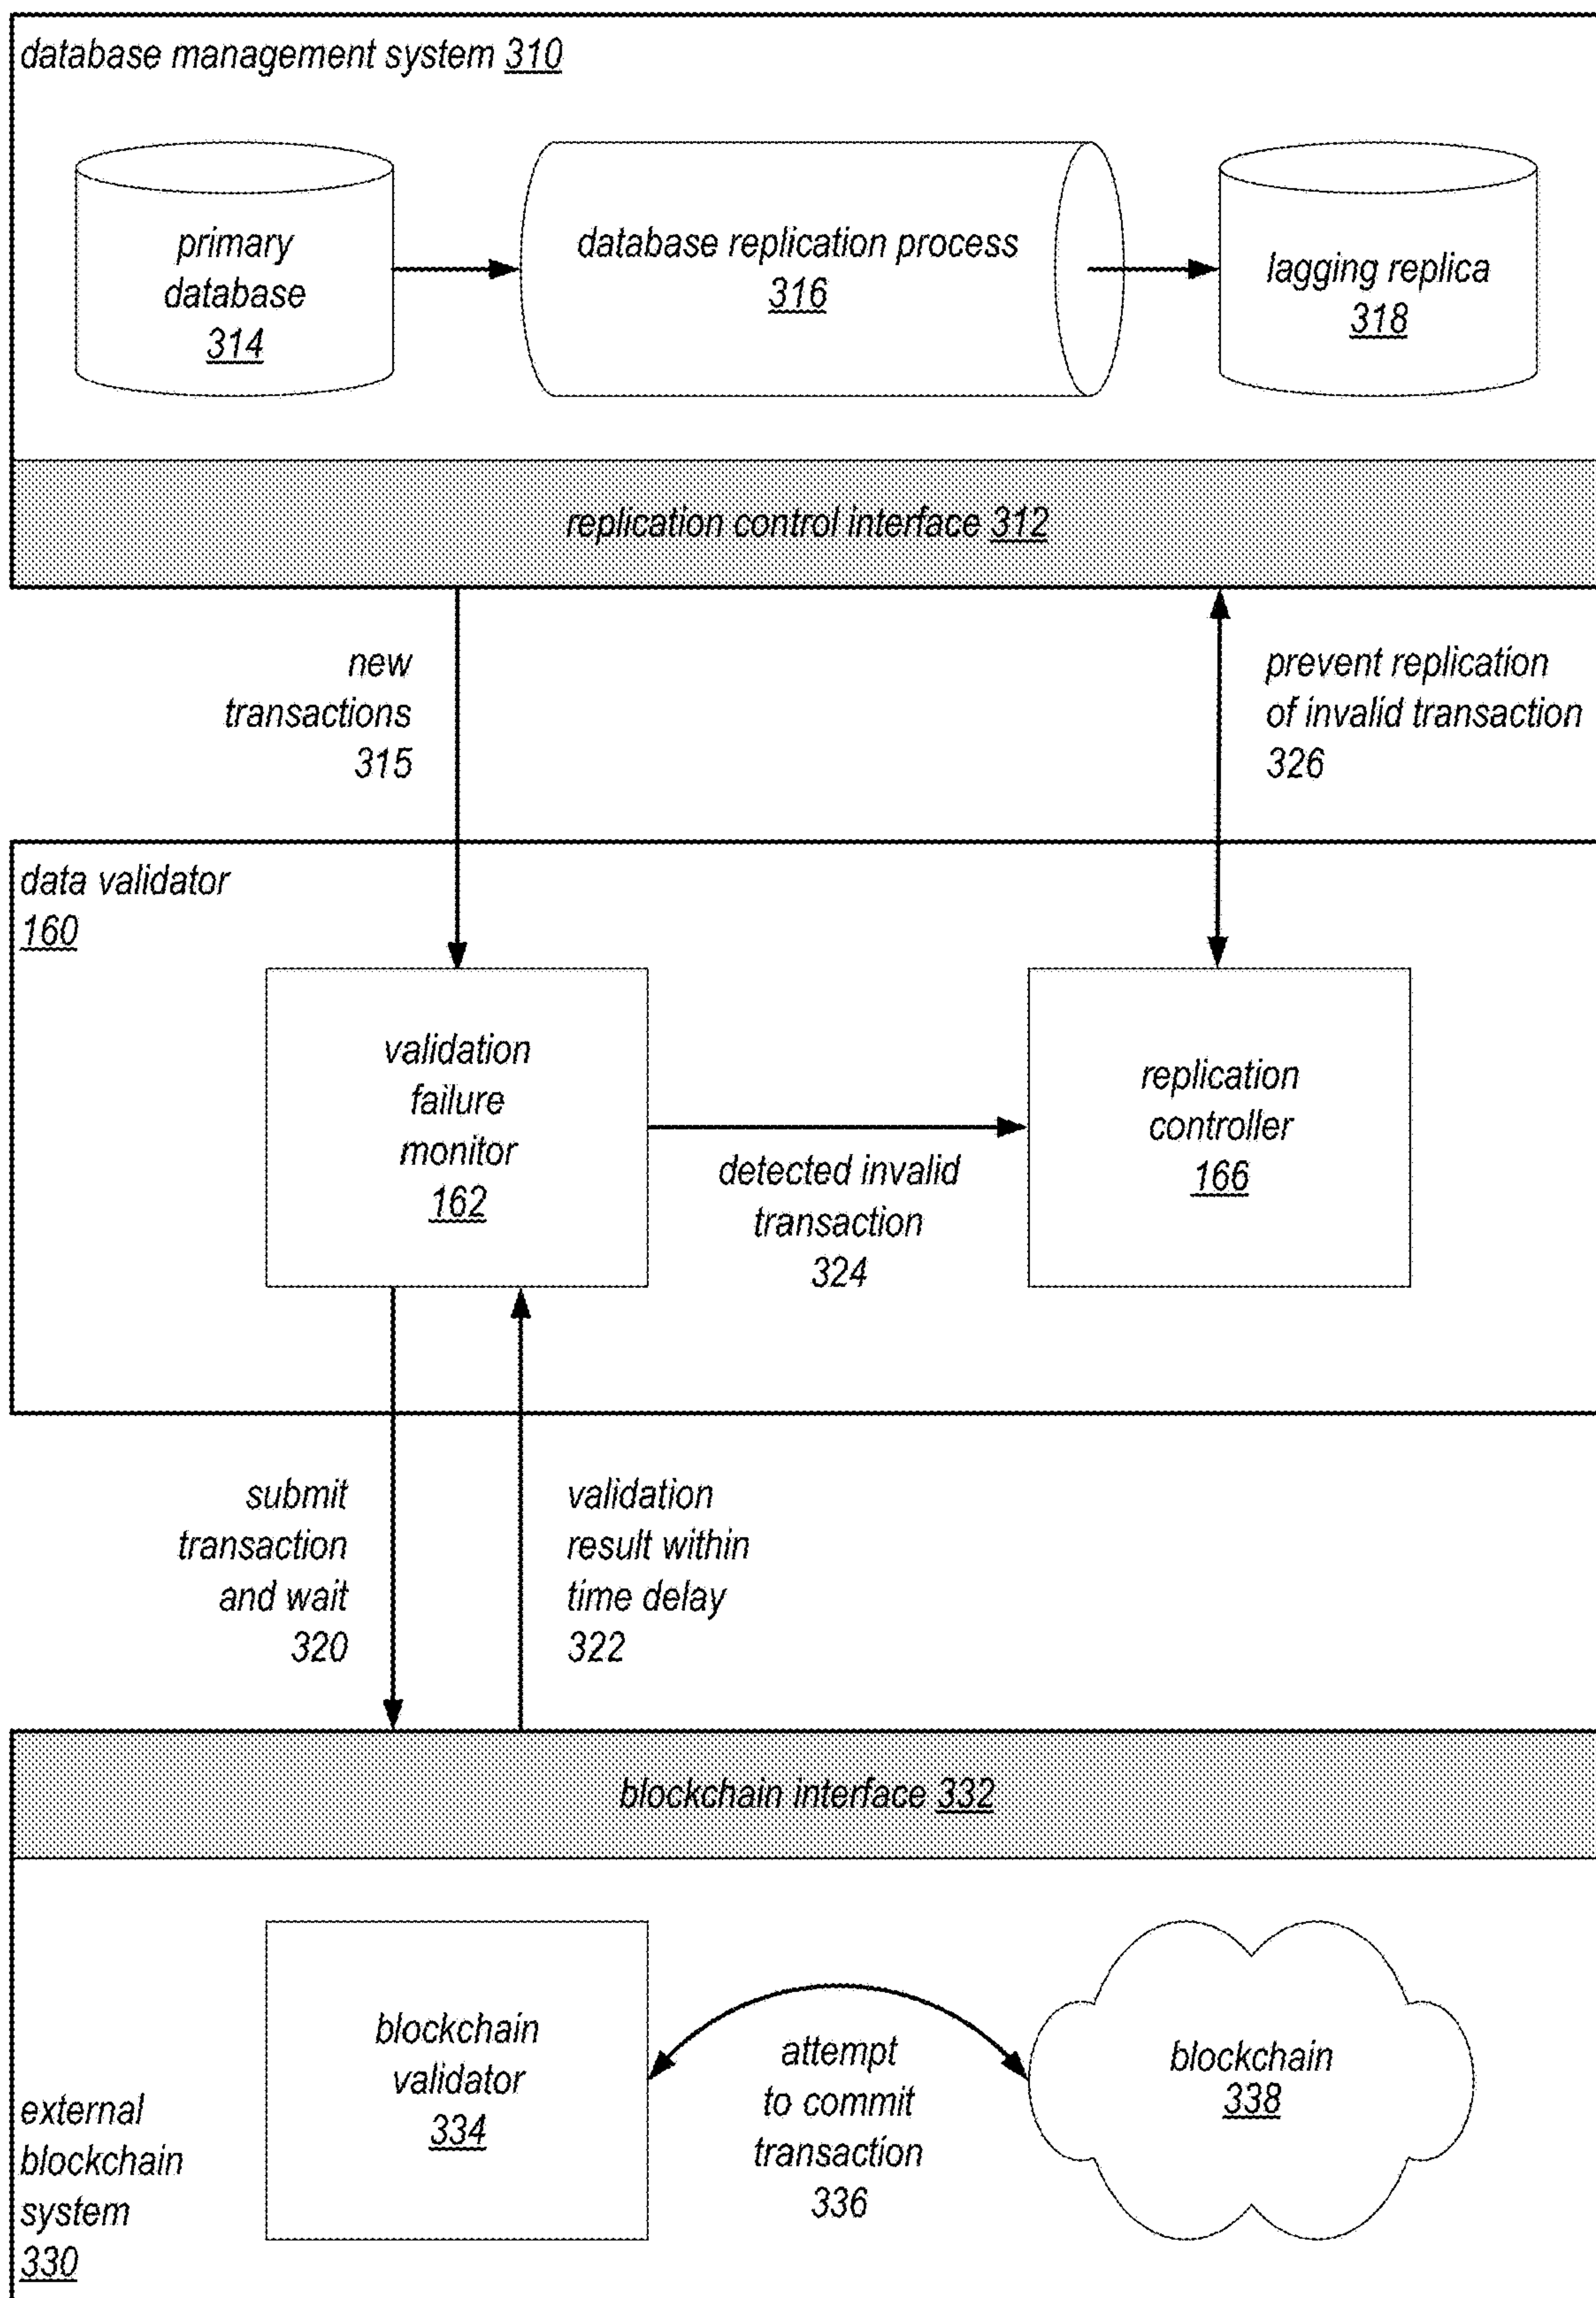 database management system 310
primary
database
314
database replication process
316
lagging replica
318
replication control interface 312
new
transactions
315
prevent replication
of invalid transaction
326
data validator
160
validation
failure
monitor
162
detected invalid
transaction
324
replication
controller
166
submit
transaction
and wait
320
validation
result within
time delay
322
blockchain interface 332
blockchain
validator
334
attempt
to commit
transaction
336
blockchain
338
external
blockchain
system
330